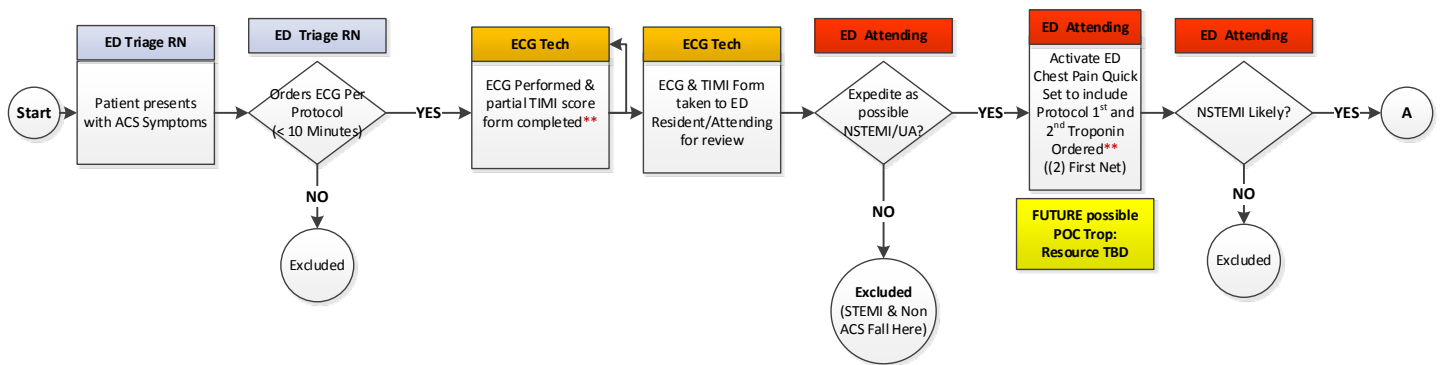 Start
ED Triage RN
Patient presents
with ACS Symptoms
ED Triage RN
Orders ECG Per
Protocol
(< 10 Minutes)
YES
NO
Excluded
ECG Tech
ECG Performed &
partial TIMI score
form completed**
ECG Tech
ECG & TIMI Form
taken to ED
Resident/Attending
for review
ED Attending
Expedite as
possible
NSTEMI/UA?
YES
NO
Excluded
(STEMI & Non
ACS Fall Here)
ED Attending
Activate ED
Chest Pain Quick
Set to include
Protocol 1st and
2nd Troponin
Ordered**
((2) First Net)
FUTURE possible
POC Trop:
Resource TBD
ED Attending
NSTEMI Likely?
YES
NO
Excluded
A